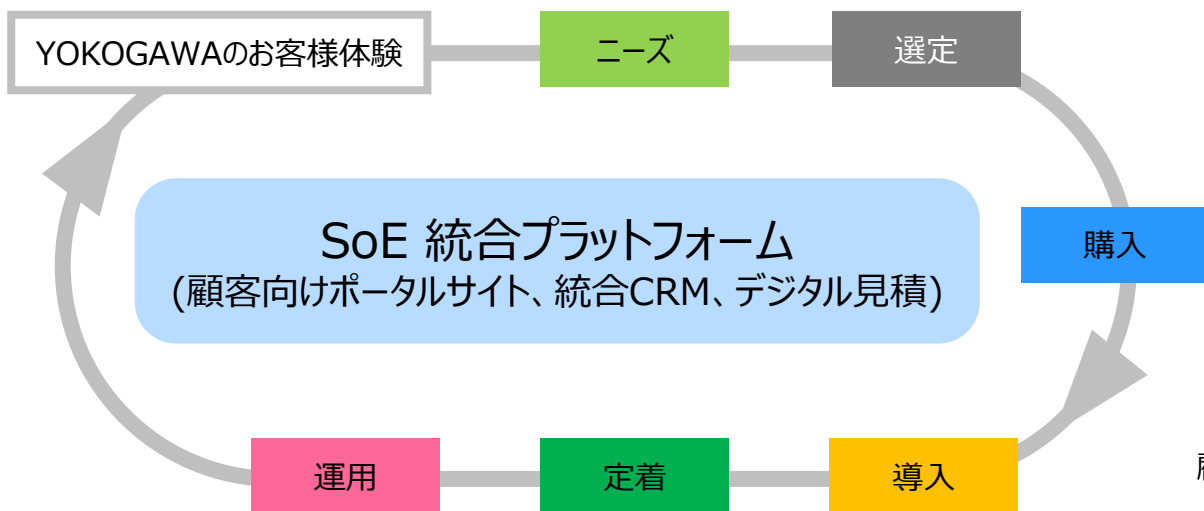 YOKOGAWAのお客様体験
ニーズ
選定
SoE 統合プラットフォーム
(顧客向けポータルサイト、統合CRM、デジタル見積)
購入
運用
定着
導入